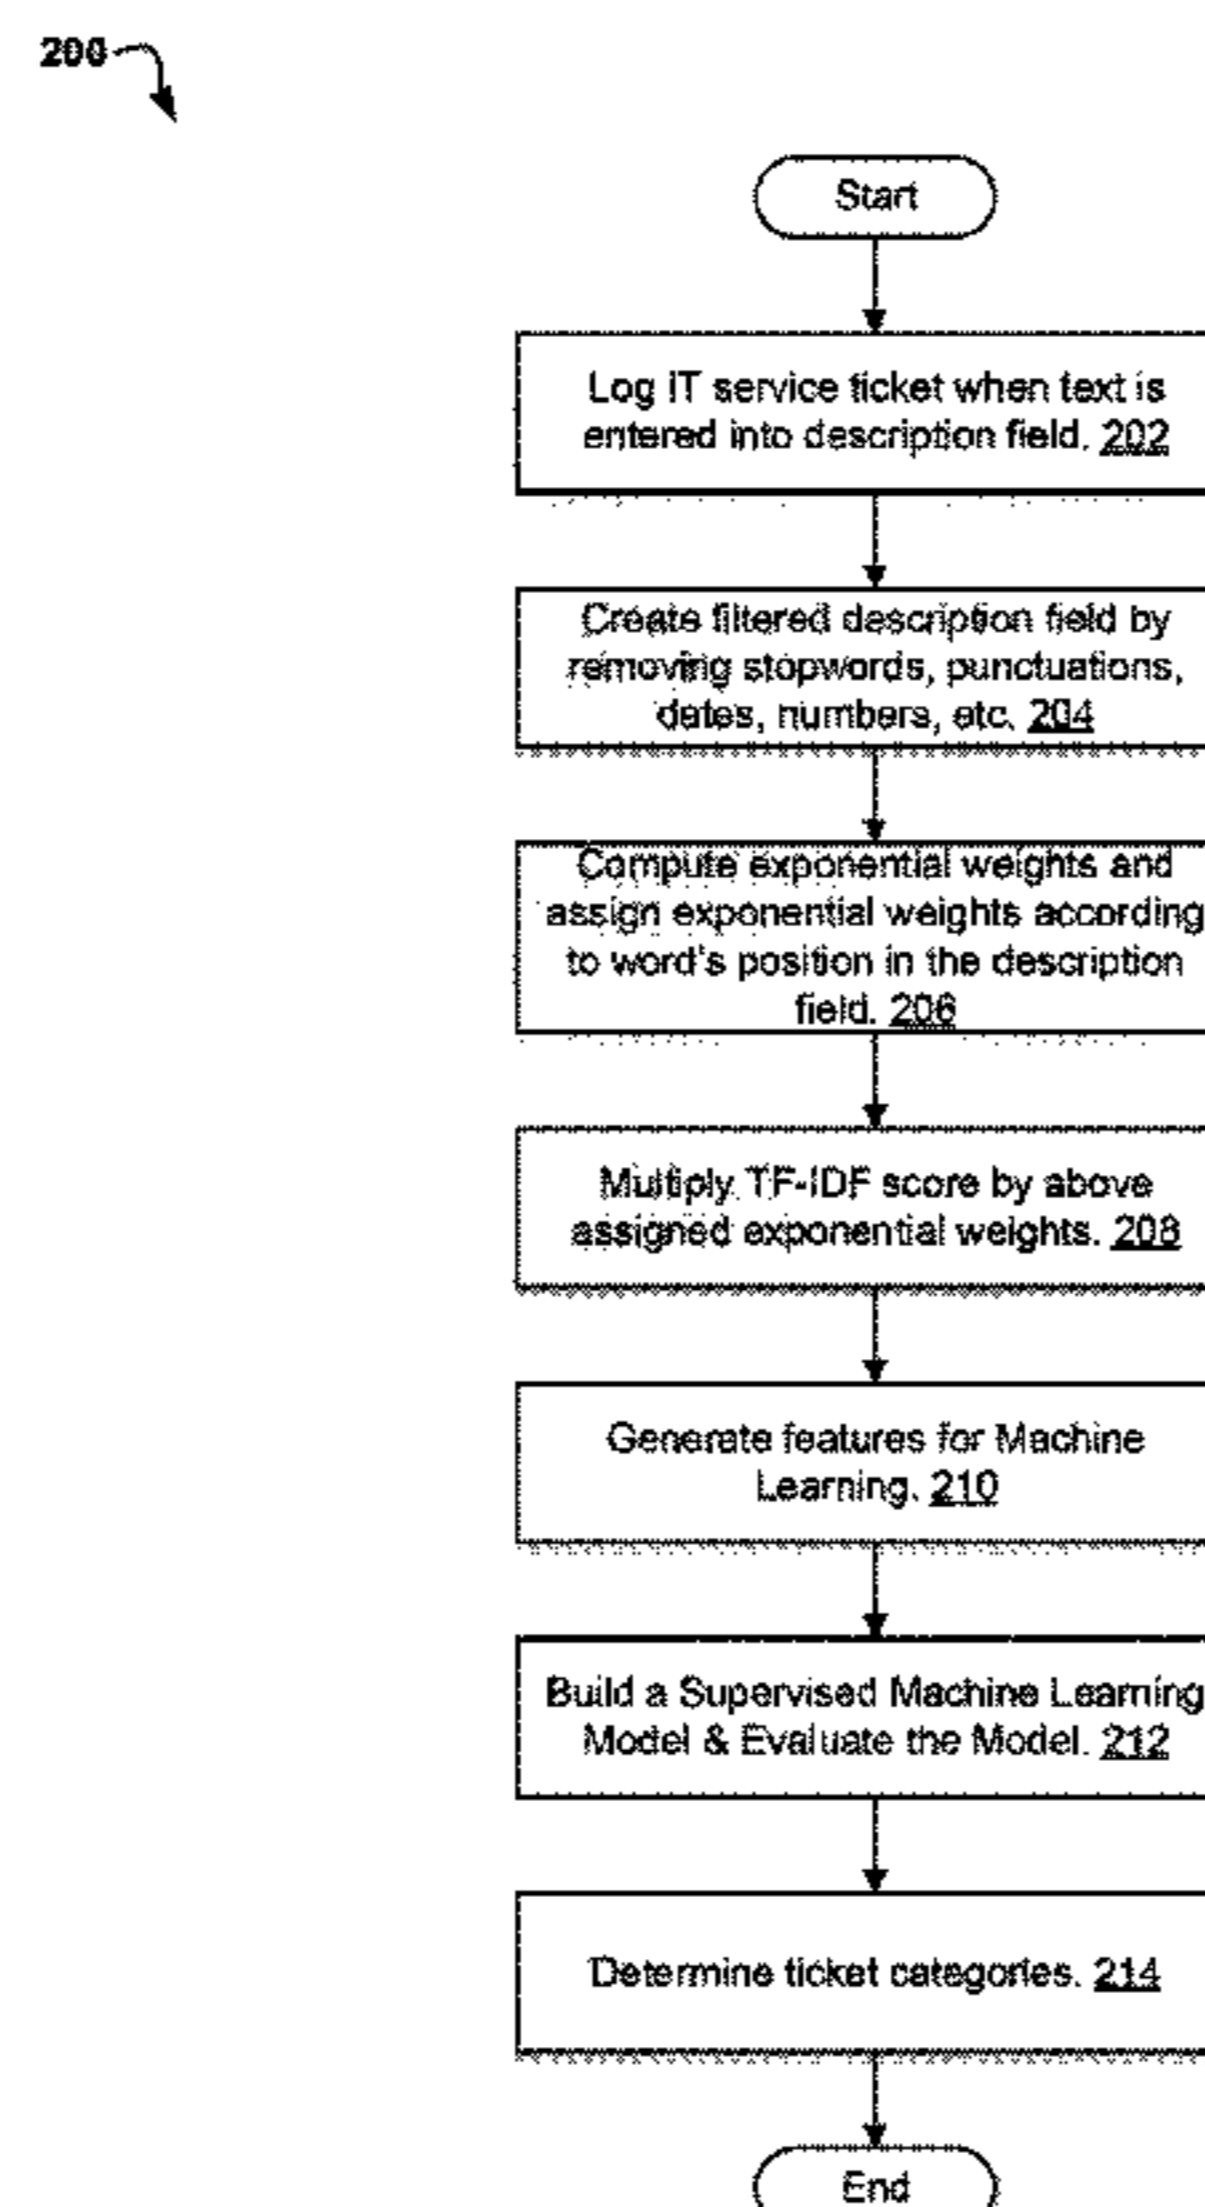 200
Start
Log IT service ticket when text is
entered into description field. 202
Create filtered description field by
removing stopwords, punctuations,
dates, numbers, etc. 204
Compute exponential weights and
assign exponential weights according
to word's position in the description
field. 206
Multiply TF-IDF score by above
assigned exponential weights. 208
Generate features for Machine
Learning. 210
Build a Supervised Machine Learning
Model & Evaluate the Model. 212
Determine ticket categories. 214
End